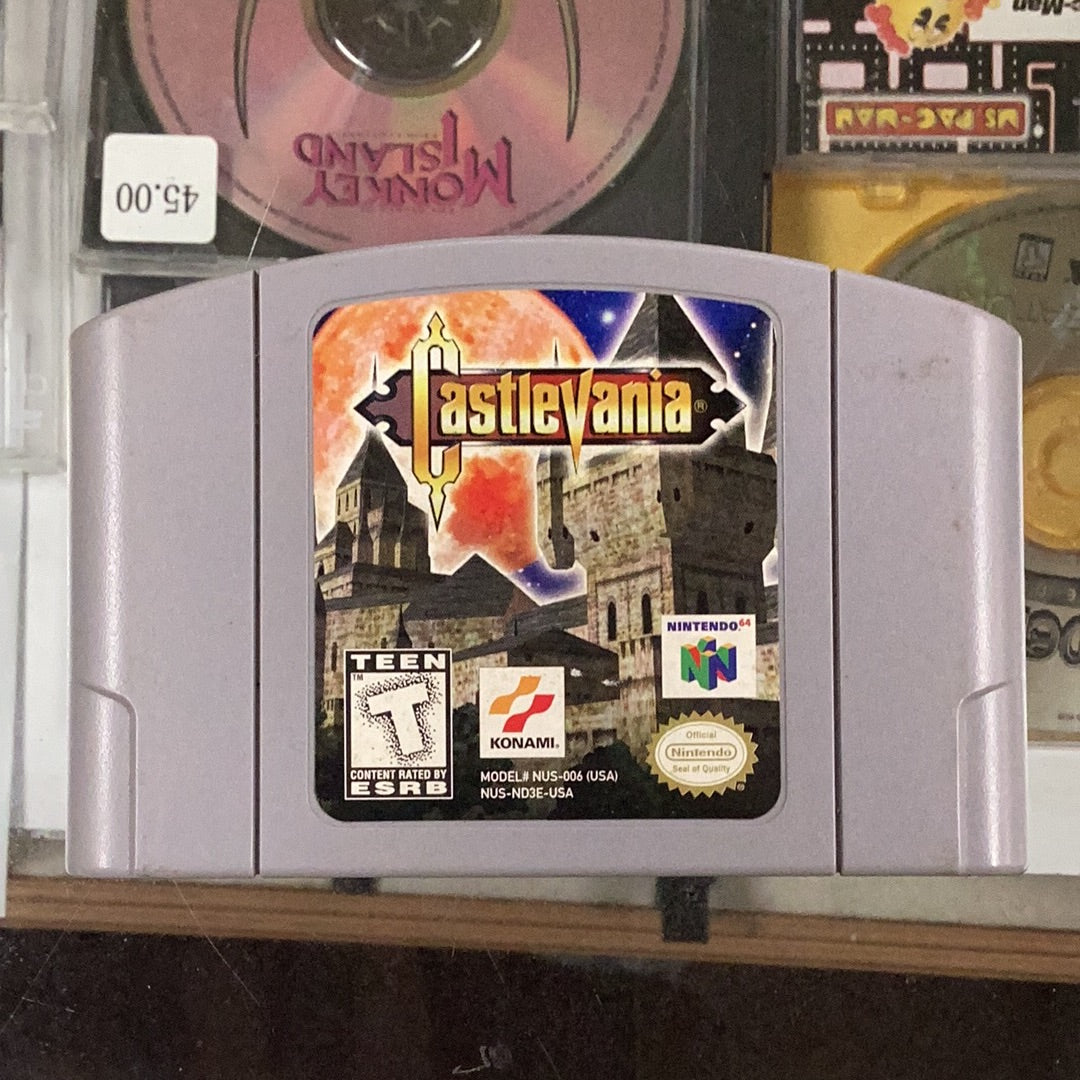 MS PAC-MAN
MONKEY
ISLAND
45.00
Castlevania®
NINTENDO64
TEEN
TM
T
CONTENT RATED BY
ESRB
KONAMI®
MODEL# NUS-006 (USA)
NUS-ND3E-USA
Official
Nintendo
Seal of Quality